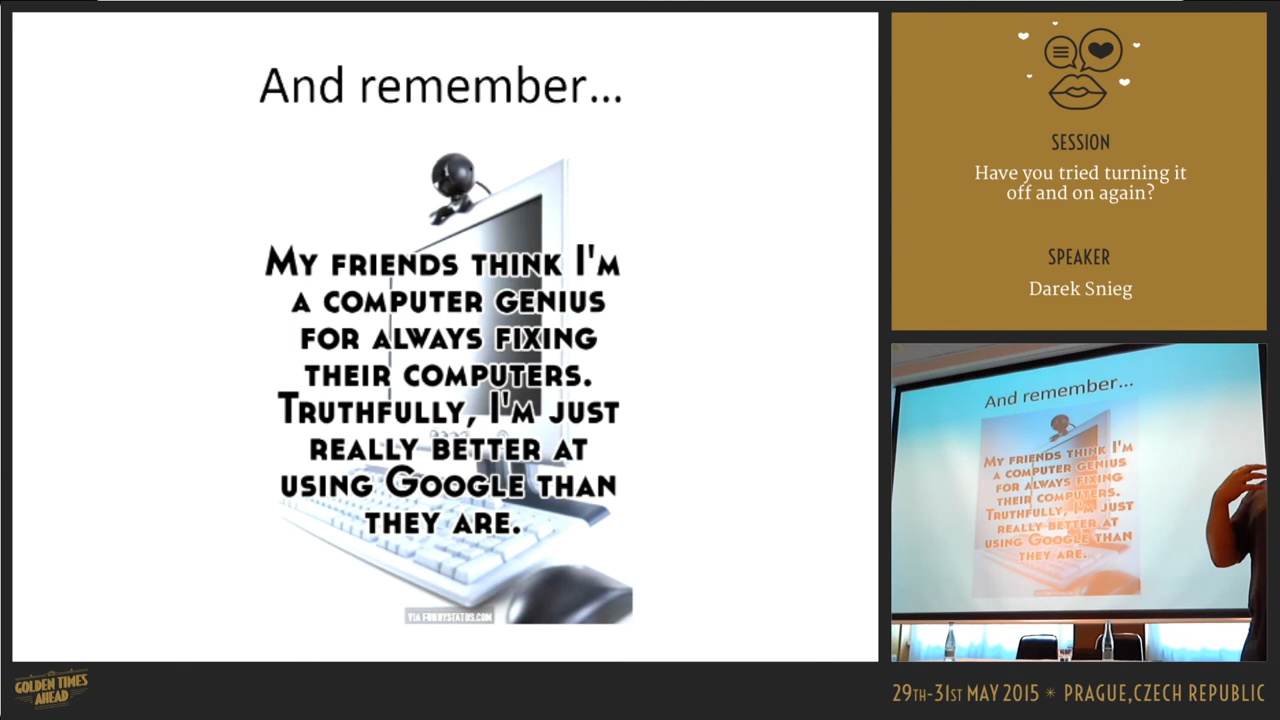 And remember...
My friends think I'm
a computer genius
for always fixing
their computers.
Truthfully, I'm just
really better at
using Google than
they are.
VIA FUNNYSTATUS.COM
SESSION
Have you tried turning it
off and on again?
SPEAKER
Darek Snieg
And remember...
My friends think I'm
a computer genius
for always fixing
their computers.
Truthfully, I'm just
really better at
using Google than
they are.
GOLDEN TIMES
AHEAD
29TH-31ST MAY 2015 * PRAGUE, CZECH REPUBLIC